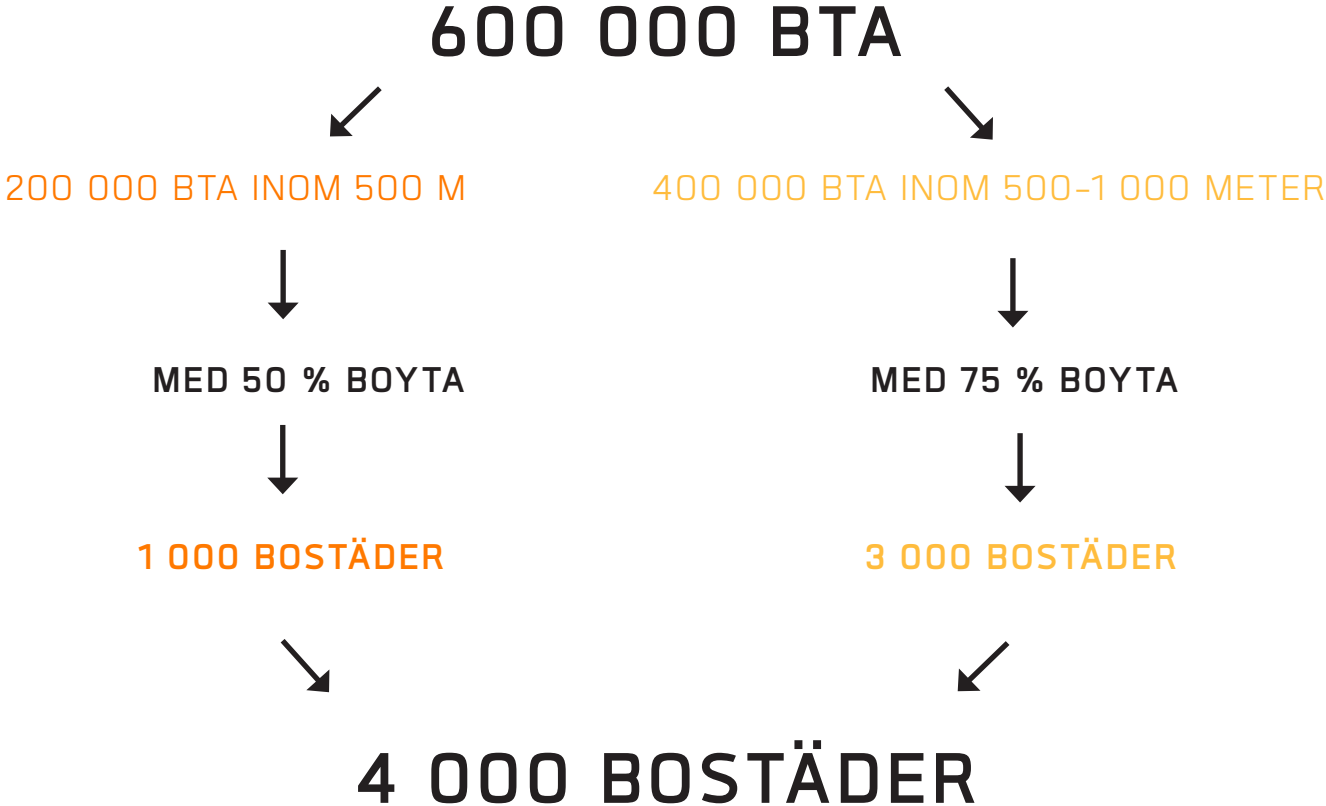 600 000 BTA
200 000 BTA INOM 500 M
400 000 BTA INOM 500–1 000 METER
MED 50 % BOYTA
MED 75 % BOYTA
1 000 BOSTÄDER
3 000 BOSTÄDER
4 000 BOSTÄDER